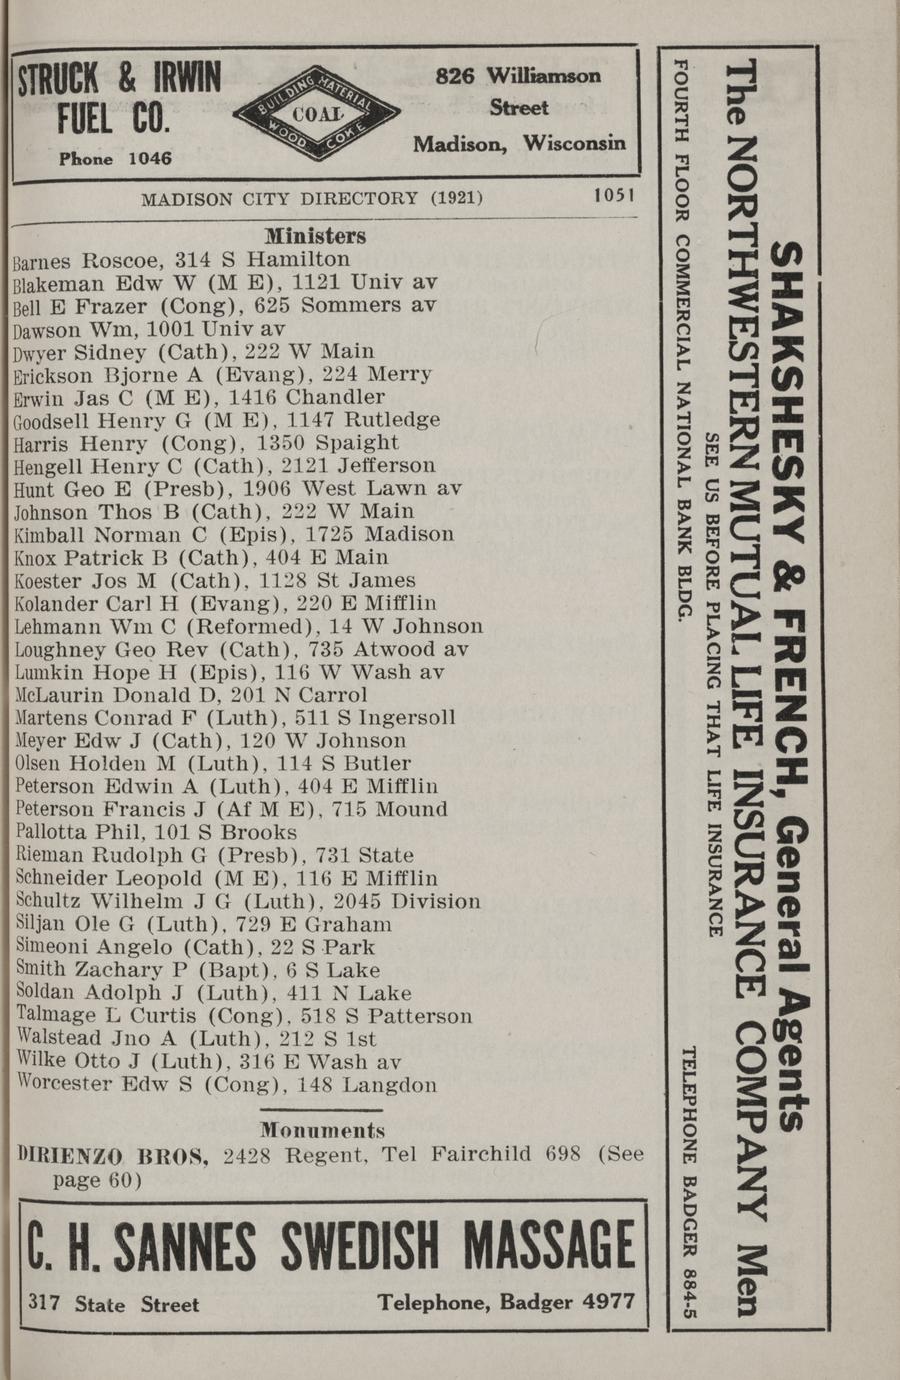 STRUCK & IRWIN
FUEL CO.
Phone 1046
BUILDING MATERIAL
COAL
WOOD COKE
826 Williamson
Street
Madison, Wisconsin
MADISON CITY DIRECTORY (1921) 1051
Ministers
Barnes Roscoe, 314 S Hamilton
Blakeman Edw W (M E), 1121 Univ av
Bell E Frazer (Cong), 625 Sommers av
Dawson Wm, 1001 Univ av
Dwyer Sidney (Cath), 222 W Main
Erickson Bjorne A (Evang), 224 Merry
Erwin Jas C (M E), 1416 Chandler
Goodsell Henry G (M E), 1147 Rutledge
Harris Henry (Cong), 1350 Spaight
Hengell Henry C (Cath), 2121 Jefferson
Hunt Geo E (Presb), 1906 West Lawn av
Johnson Thos B (Cath), 222 W Main
Kimball Norman C (Epis), 1725 Madison
Knox Patrick B (Cath), 404 E Main
Koester Jos M (Cath), 1128 St James
Kolander Carl H (Evang), 220 E Mifflin
Lehmann Wm C (Reformed), 14 W Johnson
Loughney Geo Rev (Cath), 735 Atwood av
Lumkin Hope H (Epis), 116 W Wash av
McLaurin Donald D, 201 N Carrol
Martens Conrad F (Luth), 511 S Ingersoll
Meyer Edw J (Cath), 120 W Johnson
Olsen Holden M (Luth), 114 S Butler
Peterson Edwin A (Luth), 404 E Mifflin
Peterson Francis J (Af M E), 715 Mound
Pallotta Phil, 101 S Brooks
Rieman Rudolph G (Presb), 731 State
Schneider Leopold (M E), 116 E Mifflin
Schultz Wilhelm J G (Luth), 2045 Division
Siljan Ole G (Luth), 729 E Graham
Simeoni Angelo (Cath), 22 S Park
Smith Zachary P (Bapt), 6 S Lake
Soldan Adolph J (Luth), 411 N Lake
Talmage L Curtis (Cong), 518 S Patterson
Walstead Jno A (Luth), 212 S 1st
Wilke Otto J (Luth), 316 E Wash av
Worcester Edw S (Cong), 148 Langdon
Monuments
DIRIENZO BROS, 2428 Regent, Tel Fairchild 698 (See
page 60)
C. H. SANNES SWEDISH MASSAGE
317 State Street Telephone, Badger 4977
SHAKSHESKY & FRENCH, General Agents
The NORTHWESTERN MUTUAL LIFE INSURANCE COMPANY Men
SEE US BEFORE PLACING THAT LIFE INSURANCE
FOURTH FLOOR COMMERCIAL NATIONAL BANK BLDG. TELEPHONE BADGER 884-5